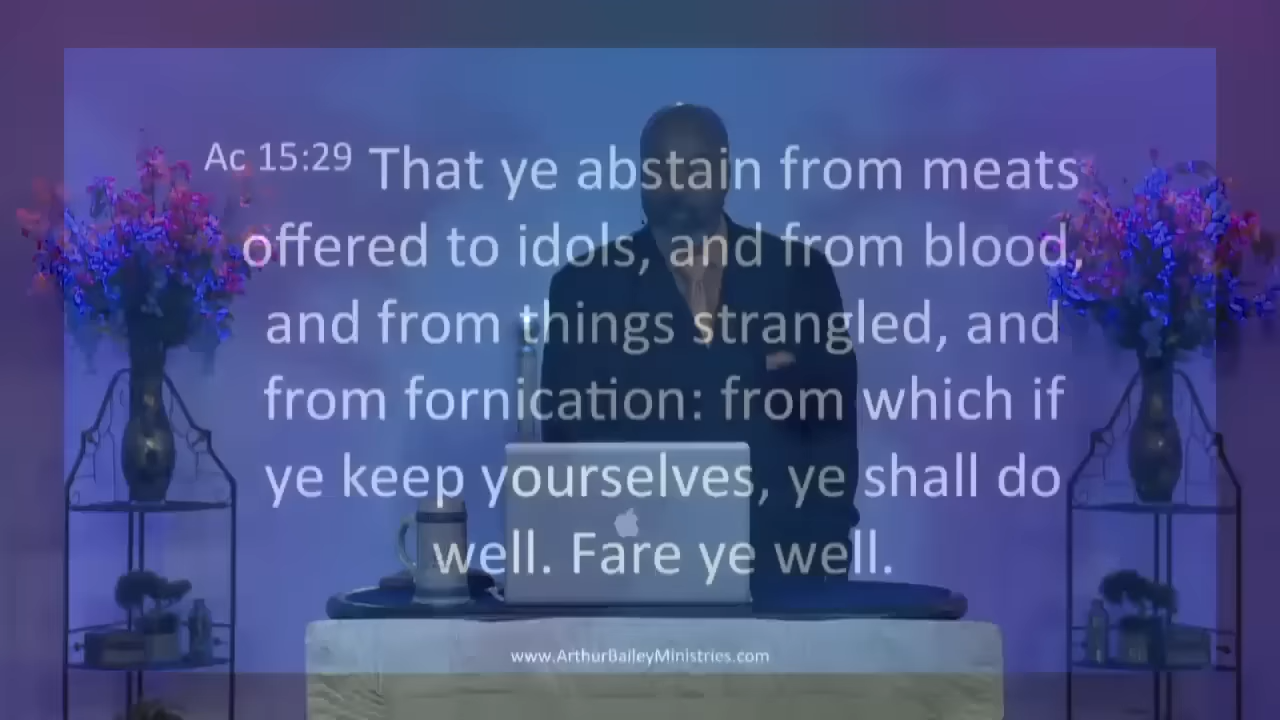 Ac 15:29 That ye abstain from meats
offered to idols, and from blood,
and from things strangled, and
from fornication: from which if
ye keep yourselves, ye shall do
well. Fare ye well.
www.ArthurBaileyMinistries.com